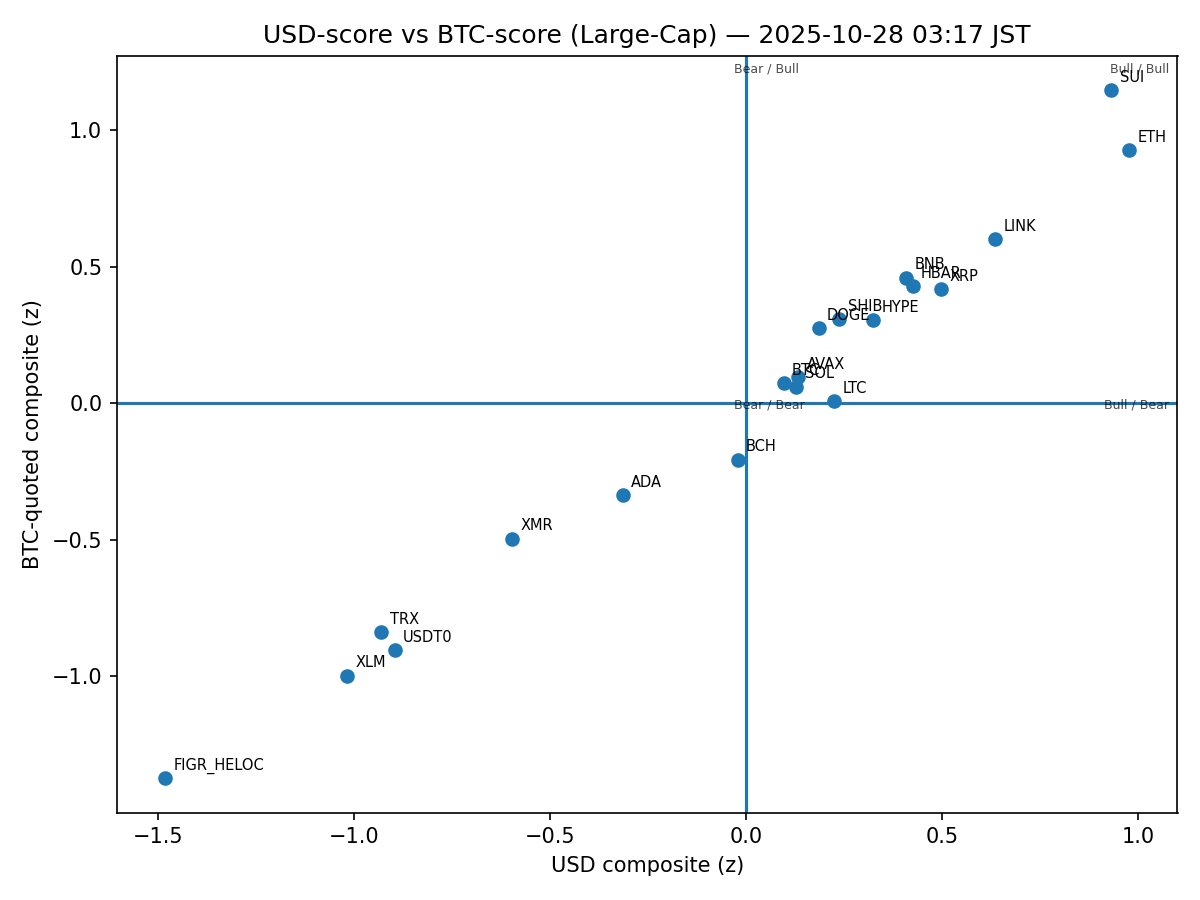 USD-score vs BTC-score (Large-Cap) — 2025-10-28 03:17 JST
Bear / Bull
Bull / Bull
SUI
ETH
LINK
BNB
HBAR
XRP
SHIB
HYPE
DOGE
AVAX
BTC
SOL
LTC
Bear / Bear
Bull / Bear
BCH
ADA
XMR
TRX
USDT0
XLM
FIGR_HELOC
1.0
0.5
0.0
−0.5
−1.0
BTC-quoted composite (z)
−1.5
−1.0
−0.5
0.0
0.5
1.0
USD composite (z)